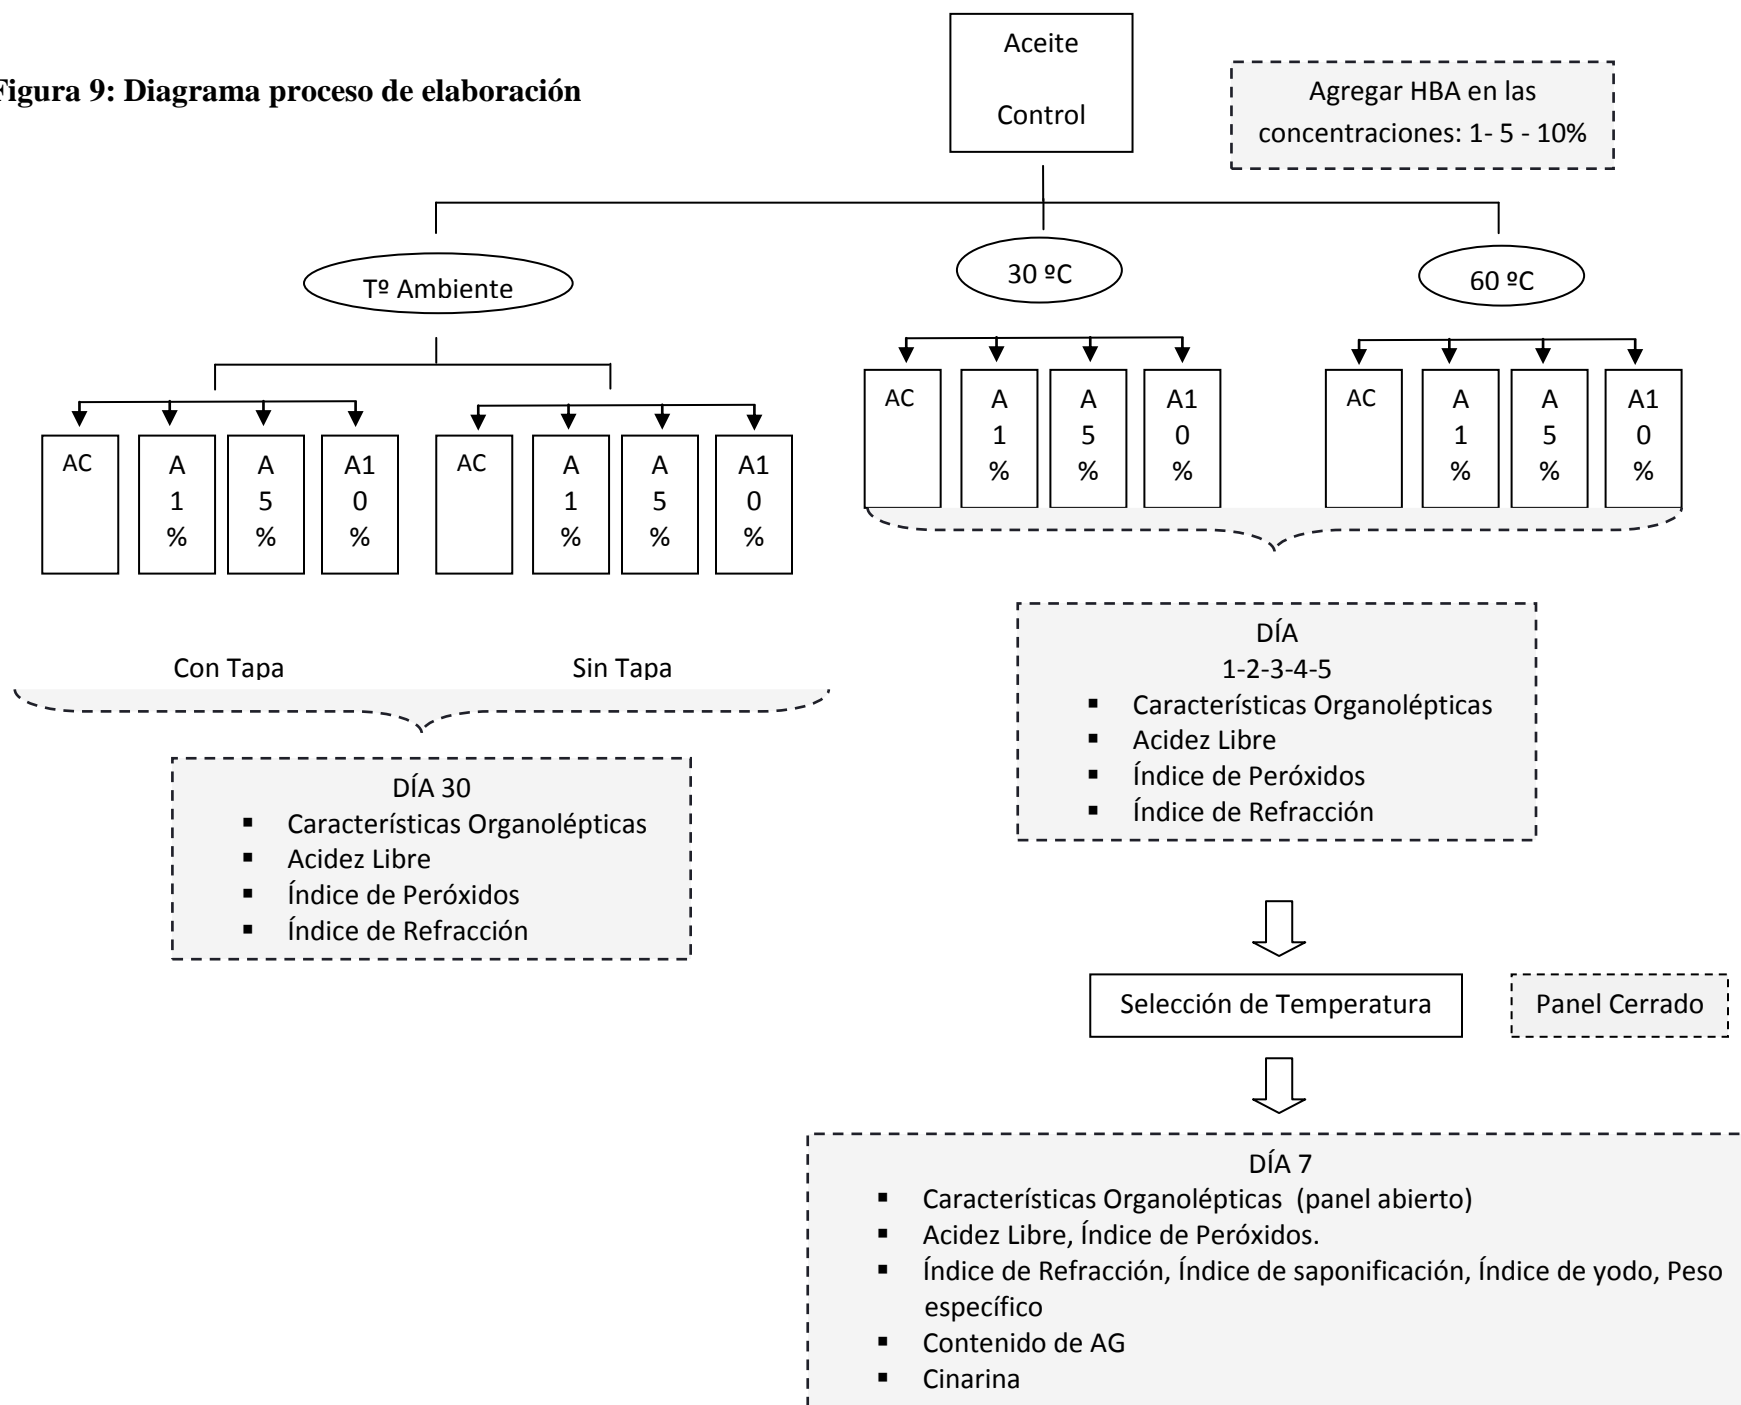 Aceite
Control
Figura 9: Diagrama proceso de elaboración
Agregar HBA en las
concentraciones: 1- 5 - 10%
Tº Ambiente
30 ºC
60 ºC
AC
A
1
%
A
5
%
A1
0
%
AC
A
1
%
A
5
%
A1
0
%
AC
A
1
%
A
5
%
A1
0
%
AC
A
1
%
A
5
%
A1
0
%
Con Tapa
Sin Tapa
DÍA 30
▪ Características Organolépticas
▪ Acidez Libre
▪ Índice de Peróxidos
▪ Índice de Refracción
DÍA
1-2-3-4-5
▪ Características Organolépticas
▪ Acidez Libre
▪ Índice de Peróxidos
▪ Índice de Refracción
Selección de Temperatura
Panel Cerrado
DÍA 7
▪ Características Organolépticas (panel abierto)
▪ Acidez Libre, Índice de Peróxidos.
▪ Índice de Refracción, Índice de saponificación, Índice de yodo, Peso
específico
▪ Contenido de AG
▪ Cinarina